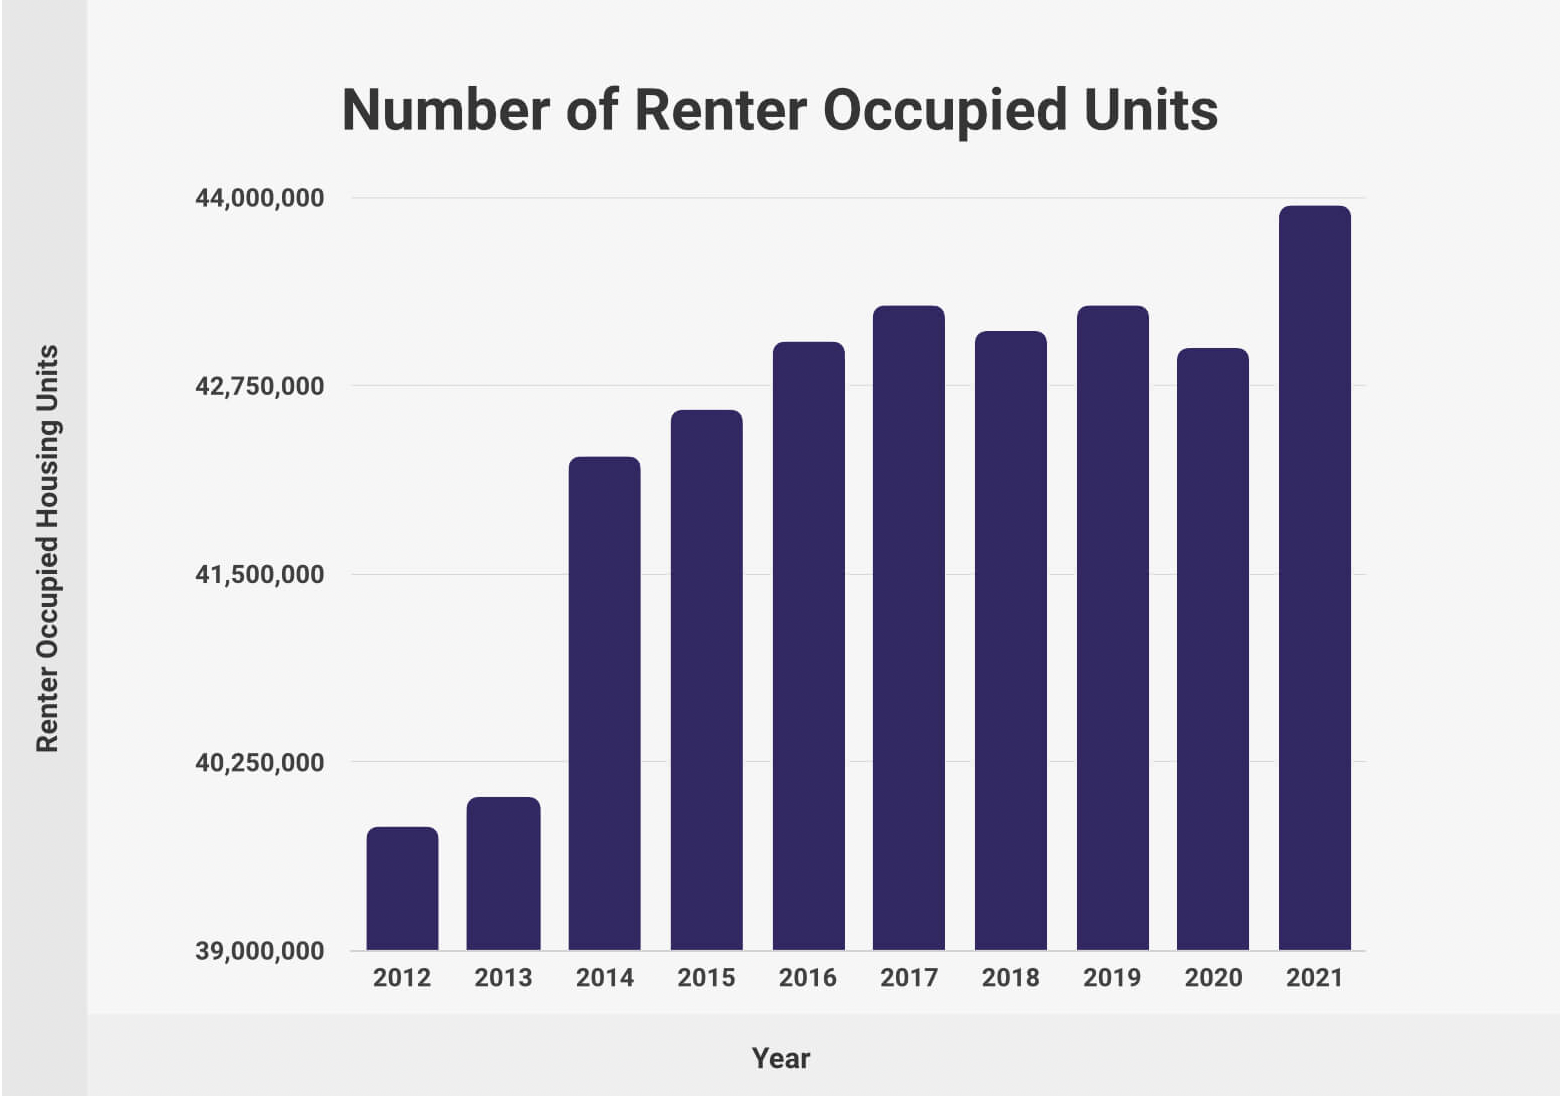 Number of Renter Occupied Units
Renter Occupied Housing Units
44,000,000
42,750,000
41,500,000
40,250,000
39,000,000
2012 2013 2014 2015 2016 2017 2018 2019 2020 2021
Year